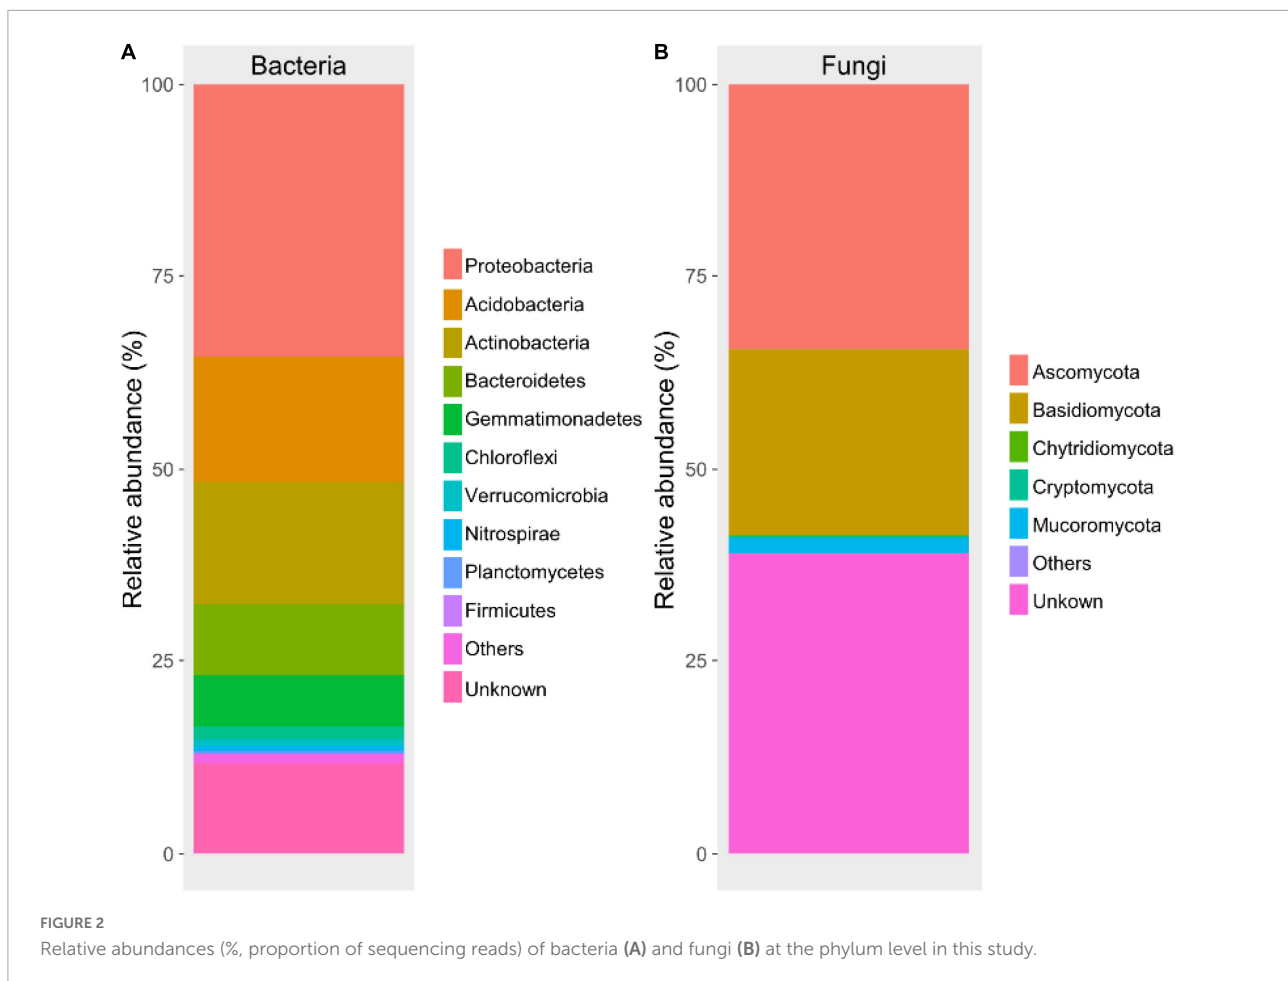 A
Bacteria
100
75
50
25
0
Relative abundance (%)
Proteobacteria
Acidobacteria
Actinobacteria
Bacteroidetes
Gemmatimonadetes
Chloroflexi
Verrucomicrobia
Nitrospirae
Planctomycetes
Firmicutes
Others
Unknown
B
Fungi
100
75
50
25
0
Relative abundance (%)
Ascomycota
Basidiomycota
Chytridiomycota
Cryptomycota
Mucoromycota
Others
Unkown
FIGURE 2
Relative abundances (%, proportion of sequencing reads) of bacteria (A) and fungi (B) at the phylum level in this study.